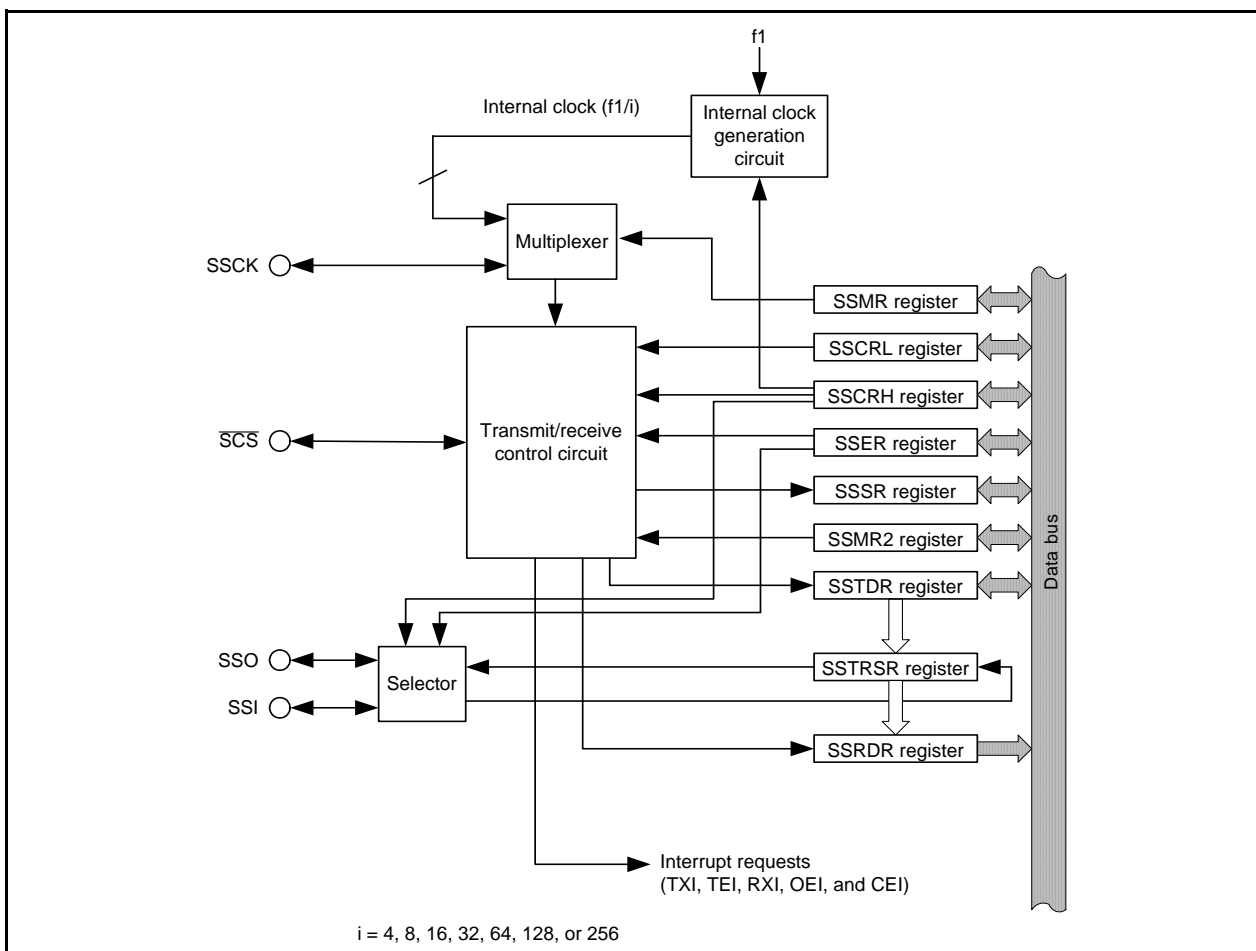 f1
Internal clock (f1/i)
Internal clock
generation
circuit
Multiplexer
SSCK
SSMR register
SSCRL register
SSCRH register
SCS
Transmit/receive
control circuit
SSER register
SSSR register
SSMR2 register
Data bus
SSTDR register
SSO
SSTRSR register
Selector
SSI
SSRDR register
Interrupt requests
(TXI, TEI, RXI, OEI, and CEI)
i = 4, 8, 16, 32, 64, 128, or 256